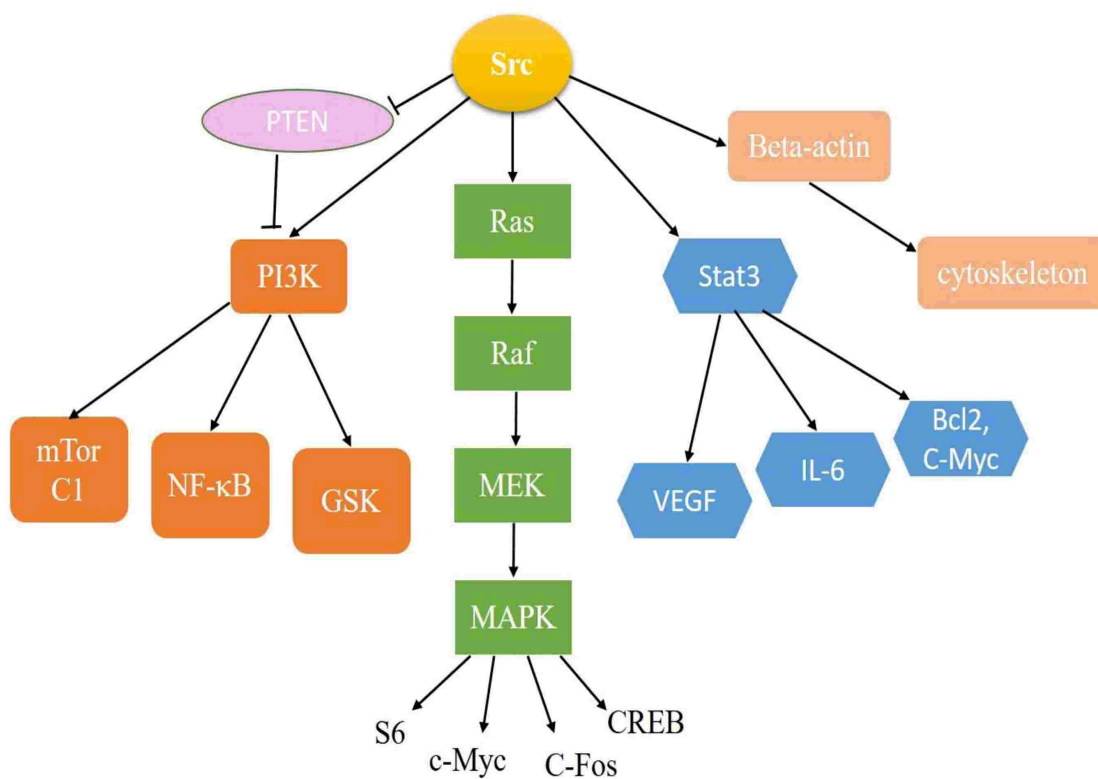 Src
PTEN
Beta-actin
Ras
PI3K
Stat3
cytoskeleton
Raf
mTor
C1
NF-κB
GSK
MEK
VEGF
IL-6
Bcl2,
C-Myc
MAPK
S6
c-Myc
C-Fos
CREB